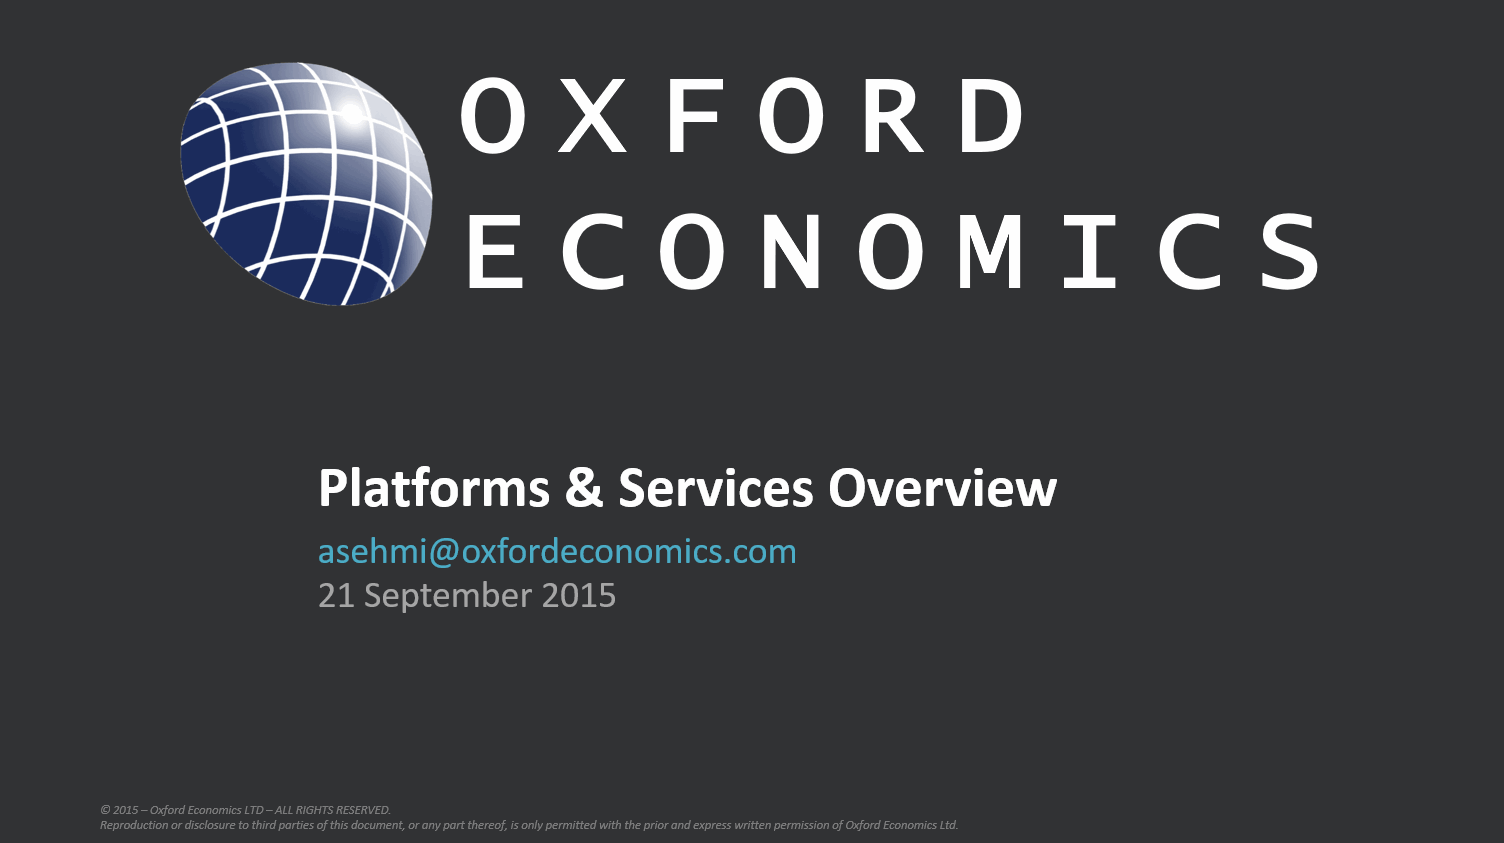 OXFORD
ECONOMICS
Platforms & Services Overview
asehmi@oxfordeconomics.com
21 September 2015
© 2015 – Oxford Economics LTD – ALL RIGHTS RESERVED.
Reproduction or disclosure to third parties of this document, or any part thereof, is only permitted with the prior and express written permission of Oxford Economics Ltd.